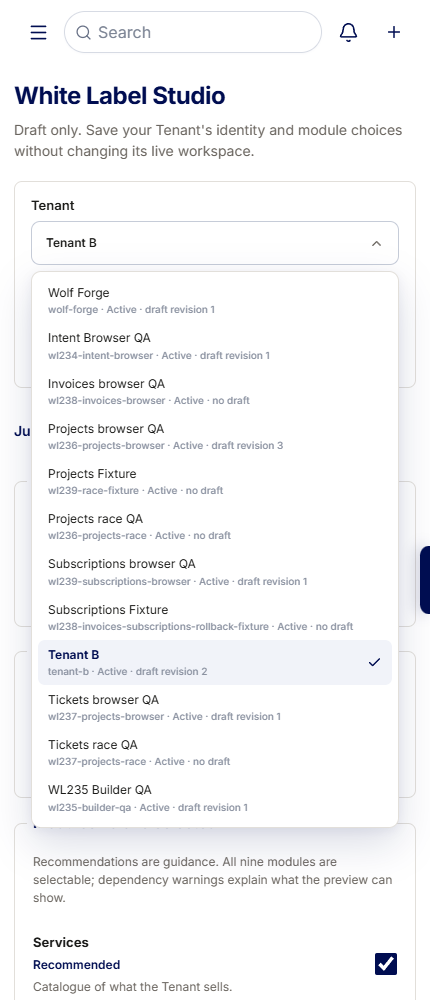 Search
White Label Studio
Draft only. Save your Tenant's identity and module choices
without changing its live workspace.
Tenant
Tenant B
Wolf Forge
wolf-forge · Active · draft revision 1
Intent Browser QA
wl234-intent-browser · Active · draft revision 1
Invoices browser QA
wl238-invoices-browser · Active · no draft
Projects browser QA
wl236-projects-browser · Active · draft revision 3
Projects Fixture
wl239-race-fixture · Active · no draft
Projects race QA
wl236-projects-race · Active · no draft
Subscriptions browser QA
wl239-subscriptions-browser · Active · draft revision 1
Subscriptions Fixture
wl238-invoices-subscriptions-rollback-fixture · Active · no draft
Tenant B
tenant-b · Active · draft revision 2
Tickets browser QA
wl237-projects-browser · Active · draft revision 1
Tickets race QA
wl237-projects-race · Active · no draft
WL235 Builder QA
wl235-builder-qa · Active · draft revision 1
Recommendations are guidance. All nine modules are
selectable; dependency warnings explain what the preview can
show.
Services
Recommended
Catalogue of what the Tenant sells.